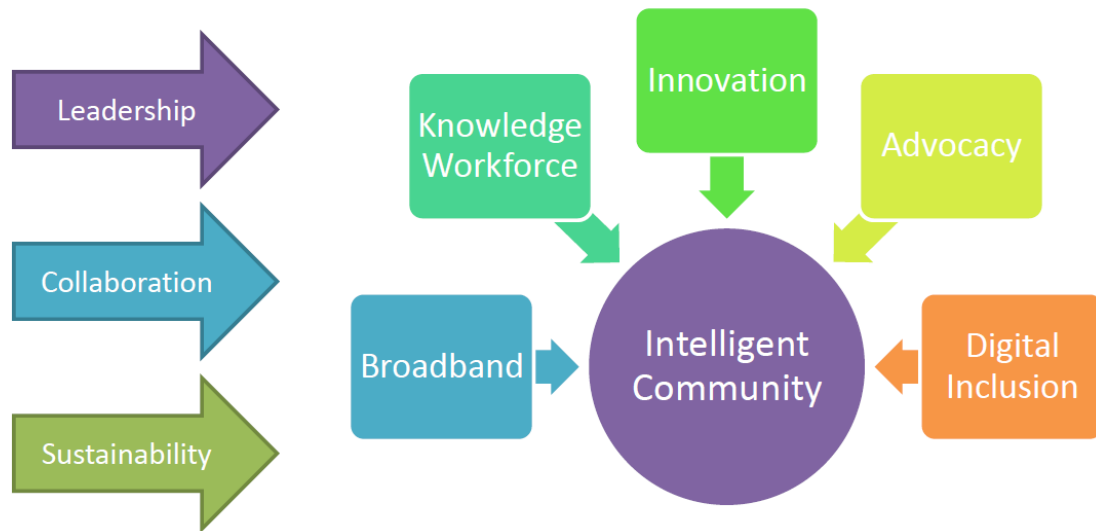 Leadership
Collaboration
Sustainability
Broadband
Knowledge
Workforce
Innovation
Advocacy
Digital
Inclusion
Intelligent
Community